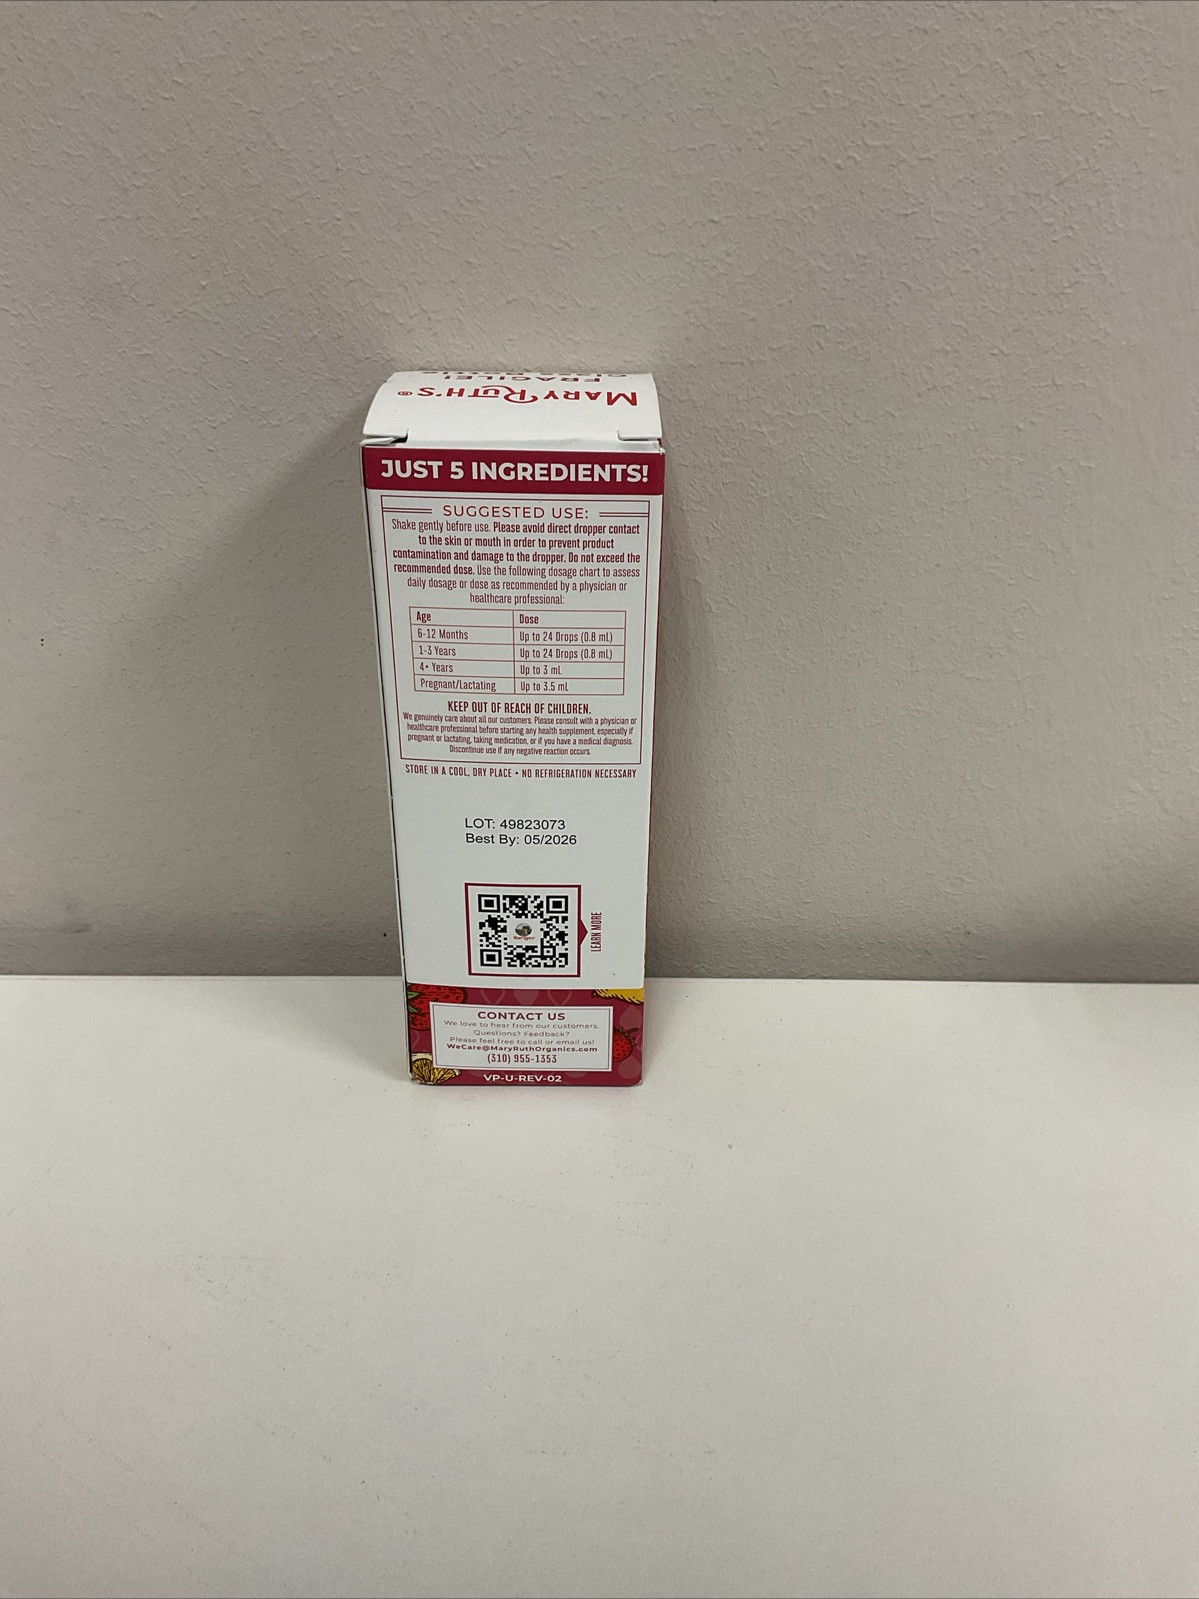 FRAGILE!
MARYRUTH'S®
JUST 5 INGREDIENTS!
SUGGESTED USE:
Shake gently before use. Please avoid direct dropper contact
to the skin or mouth in order to prevent product
contamination and damage to the dropper. Do not exceed the
recommended dose. Use the following dosage chart to assess
daily dosage or dose as recommended by a physician or
healthcare professional:
Age Dose
6-12 Months Up to 24 Drops (0.8 mL)
1-3 Years Up to 24 Drops (0.8 mL)
4+ Years Up to 3 mL
Pregnant/Lactating Up to 3.5 mL
KEEP OUT OF REACH OF CHILDREN.
We genuinely care about all our customers. Please consult with a physician or
healthcare professional before starting any health supplement, especially if
pregnant or lactating, taking medication, or if you have a medical diagnosis.
Discontinue use if any negative reaction occurs.
STORE IN A COOL, DRY PLACE • NO REFRIGERATION NECESSARY
LOT: 49823073
Best By: 05/2026
LEARN MORE
CONTACT US
We love to hear from our customers.
Questions? Feedback?
Please feel free to call or email us!
WeCare@MaryRuthOrganics.com
(310) 955-1353
VP-U-REV-02